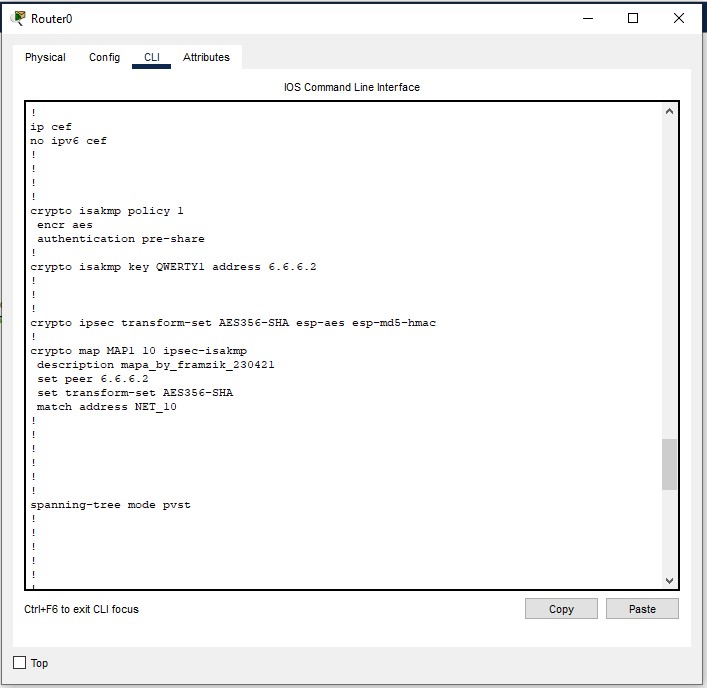 Router0
Physical Config CLI Attributes
IOS Command Line Interface
!
ip cef
no ipv6 cef
!
!
!
!
crypto isakmp policy 1
 encr aes
 authentication pre-share
!
crypto isakmp key QWERTY1 address 6.6.6.2
!
!
!
crypto ipsec transform-set AES356-SHA esp-aes esp-md5-hmac
!
crypto map MAP1 10 ipsec-isakmp
 description mapa_by_framzik_230421
 set peer 6.6.6.2
 set transform-set AES356-SHA
 match address NET_10
!
!
!
!
!
!
spanning-tree mode pvst
!
!
!
!
!
!
Ctrl+F6 to exit CLI focus
Copy Paste
Top